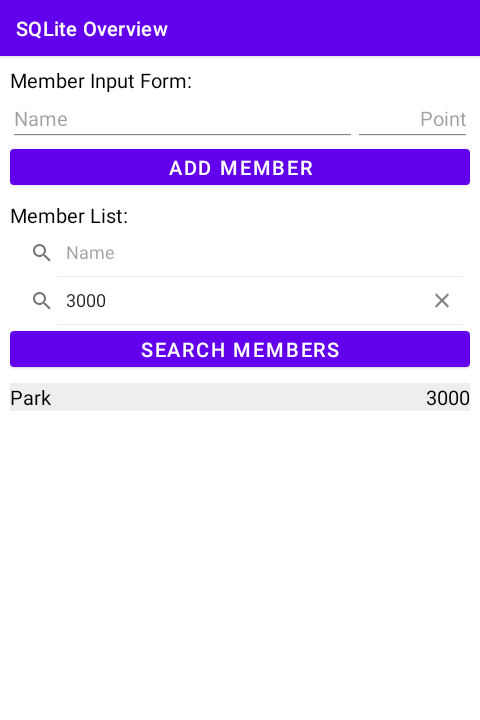 SQLite Overview
Member Input Form:
Name Point
ADD MEMBER
Member List:
Name
3000
SEARCH MEMBERS
Park 3000